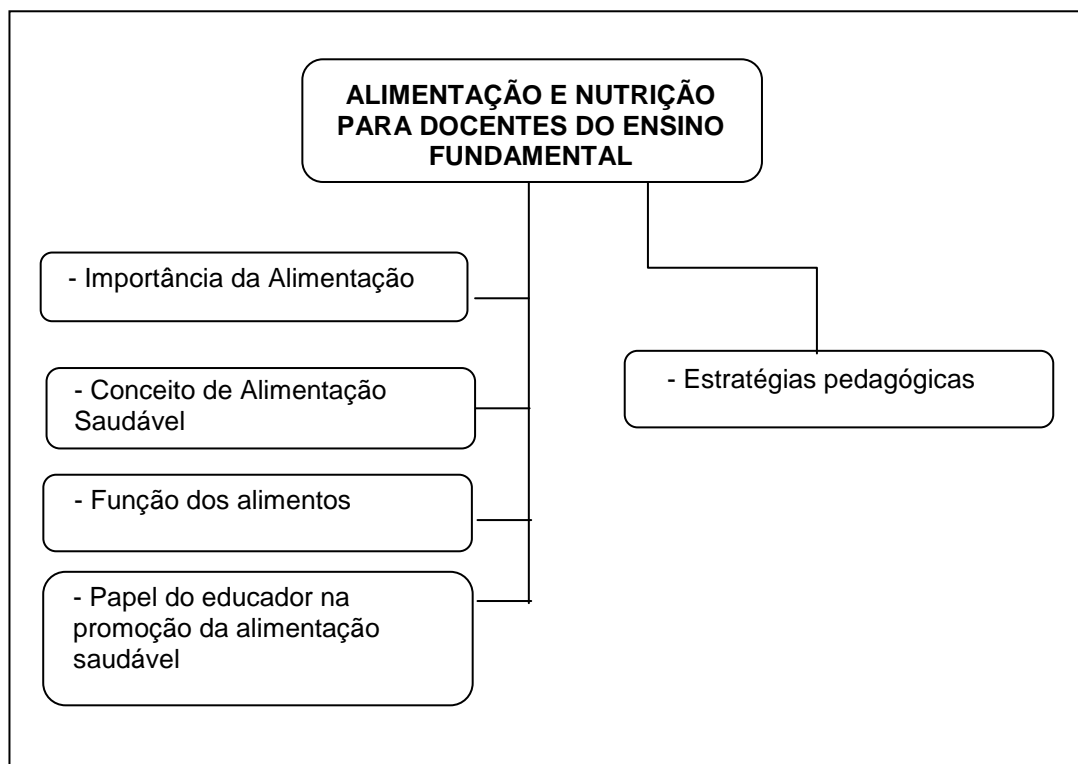 ALIMENTAÇÃO E NUTRIÇÃO
PARA DOCENTES DO ENSINO
FUNDAMENTAL
- Importância da Alimentação
- Conceito de Alimentação
Saudável
- Função dos alimentos
- Papel do educador na
promoção da alimentação
saudável
- Estratégias pedagógicas